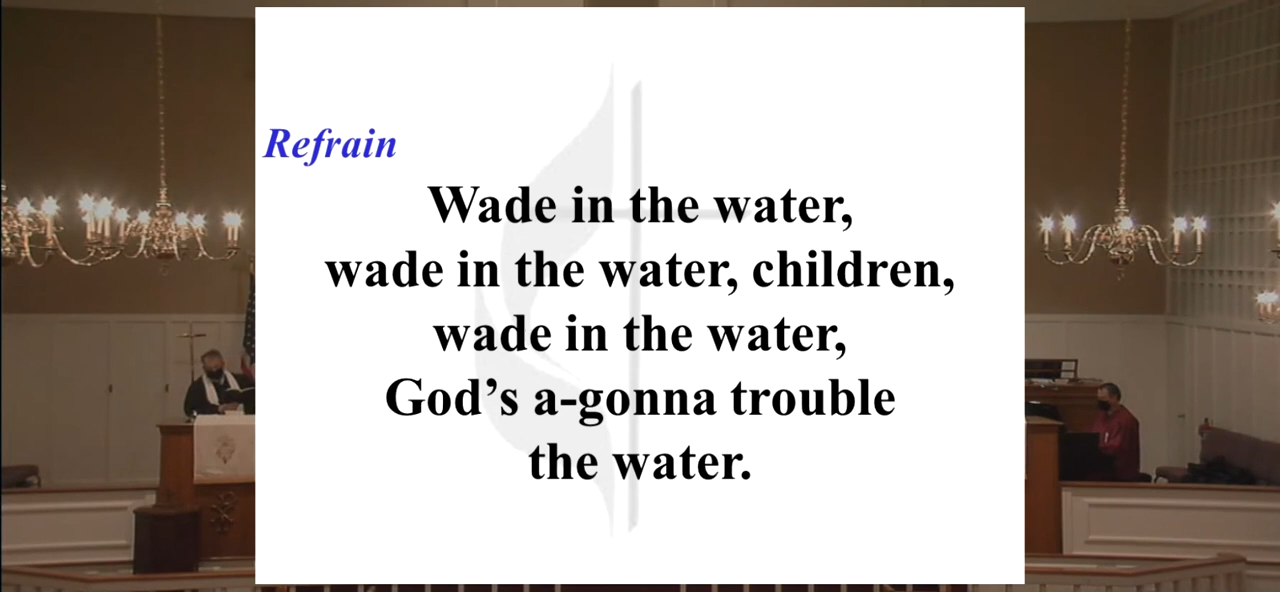 Refrain
Wade in the water,
wade in the water, children,
wade in the water,
God's a-gonna trouble
the water.